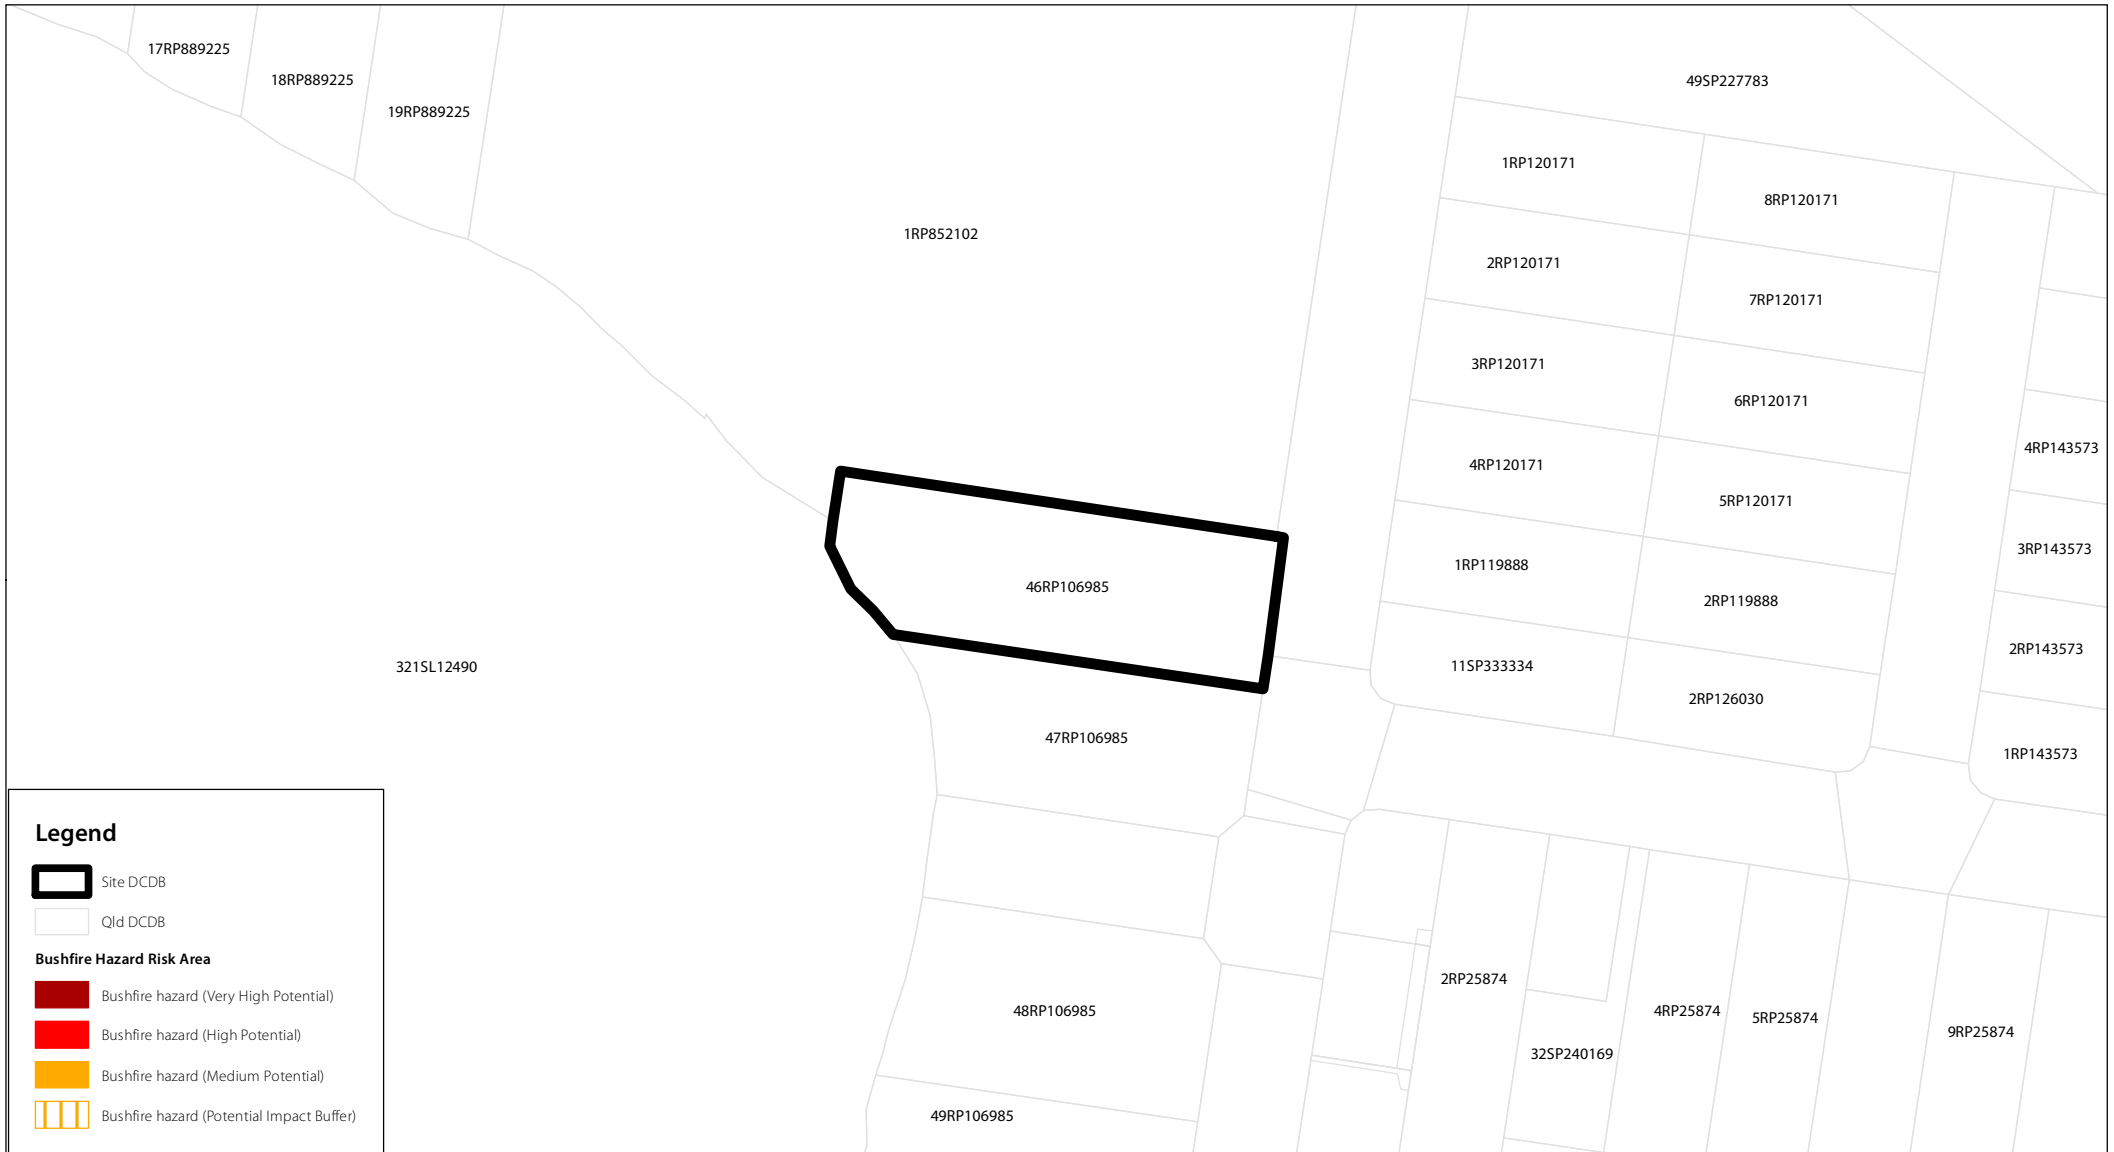 17RP889225
18RP889225
19RP889225
49SP227783
1RP120171
8RP120171
1RP852102
2RP120171
7RP120171
3RP120171
6RP120171
4RP143573
4RP120171
5RP120171
3RP143573
1RP119888
46RP106985
2RP119888
2RP143573
321SL12490
11SP333334
2RP126030
47RP106985
1RP143573
2RP25874
48RP106985
4RP25874
5RP25874
9RP25874
32SP240169
49RP106985
Legend
Site DCDB
Qld DCDB
Bushfire Hazard Risk Area
Bushfire hazard (Very High Potential)
Bushfire hazard (High Potential)
Bushfire hazard (Medium Potential)
Bushfire hazard (Potential Impact Buffer)